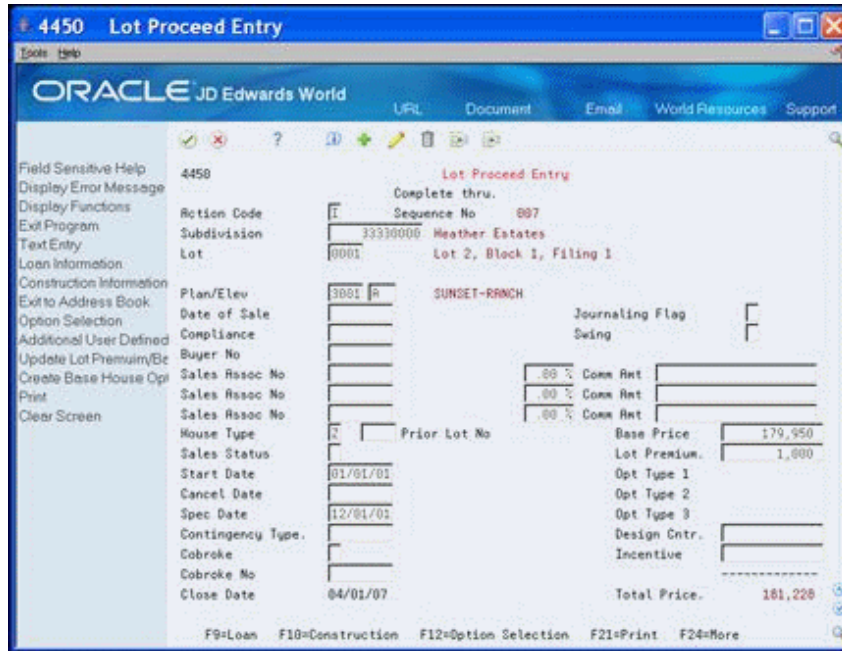 4450 Lot Proceed Entry
Tools Help
ORACLE JD Edwards World
URL Document Email World Resources Support
Field Sensitive Help
Display Error Message
Display Functions
Exit Program
Text Entry
Loan Information
Construction Information
Exit to Address Book
Option Selection
Additional User Defined
Update Lot Premuim/Be
Create Base House Opt
Print
Clear Screen
4450 Lot Proceed Entry
Complete thru.
Action Code I Sequence No 007
Subdivision 33330000 Heather Estates
Lot 0001 Lot 2, Block 1, Filing 1
Plan/Elev 3001 A SUNSET-RANCH
Date of Sale Journaling Flag
Compliance Swing
Buyer No
Sales Assoc No .00 % Comm Amt
Sales Assoc No .00 % Comm Amt
Sales Assoc No .00 % Comm Amt
House Type Z Prior Lot No Base Price 179,950
Sales Status Lot Premium. 1,000
Start Date 01/01/01 Opt Type 1
Cancel Date Opt Type 2
Spec Date 12/01/01 Opt Type 3
Contingency Type. Design Cntr.
Cobroke Incentive
Cobroke No -------------
Close Date 04/01/07 Total Price. 181,220
F9=Loan F10=Construction F12=Option Selection F21=Print F24=More